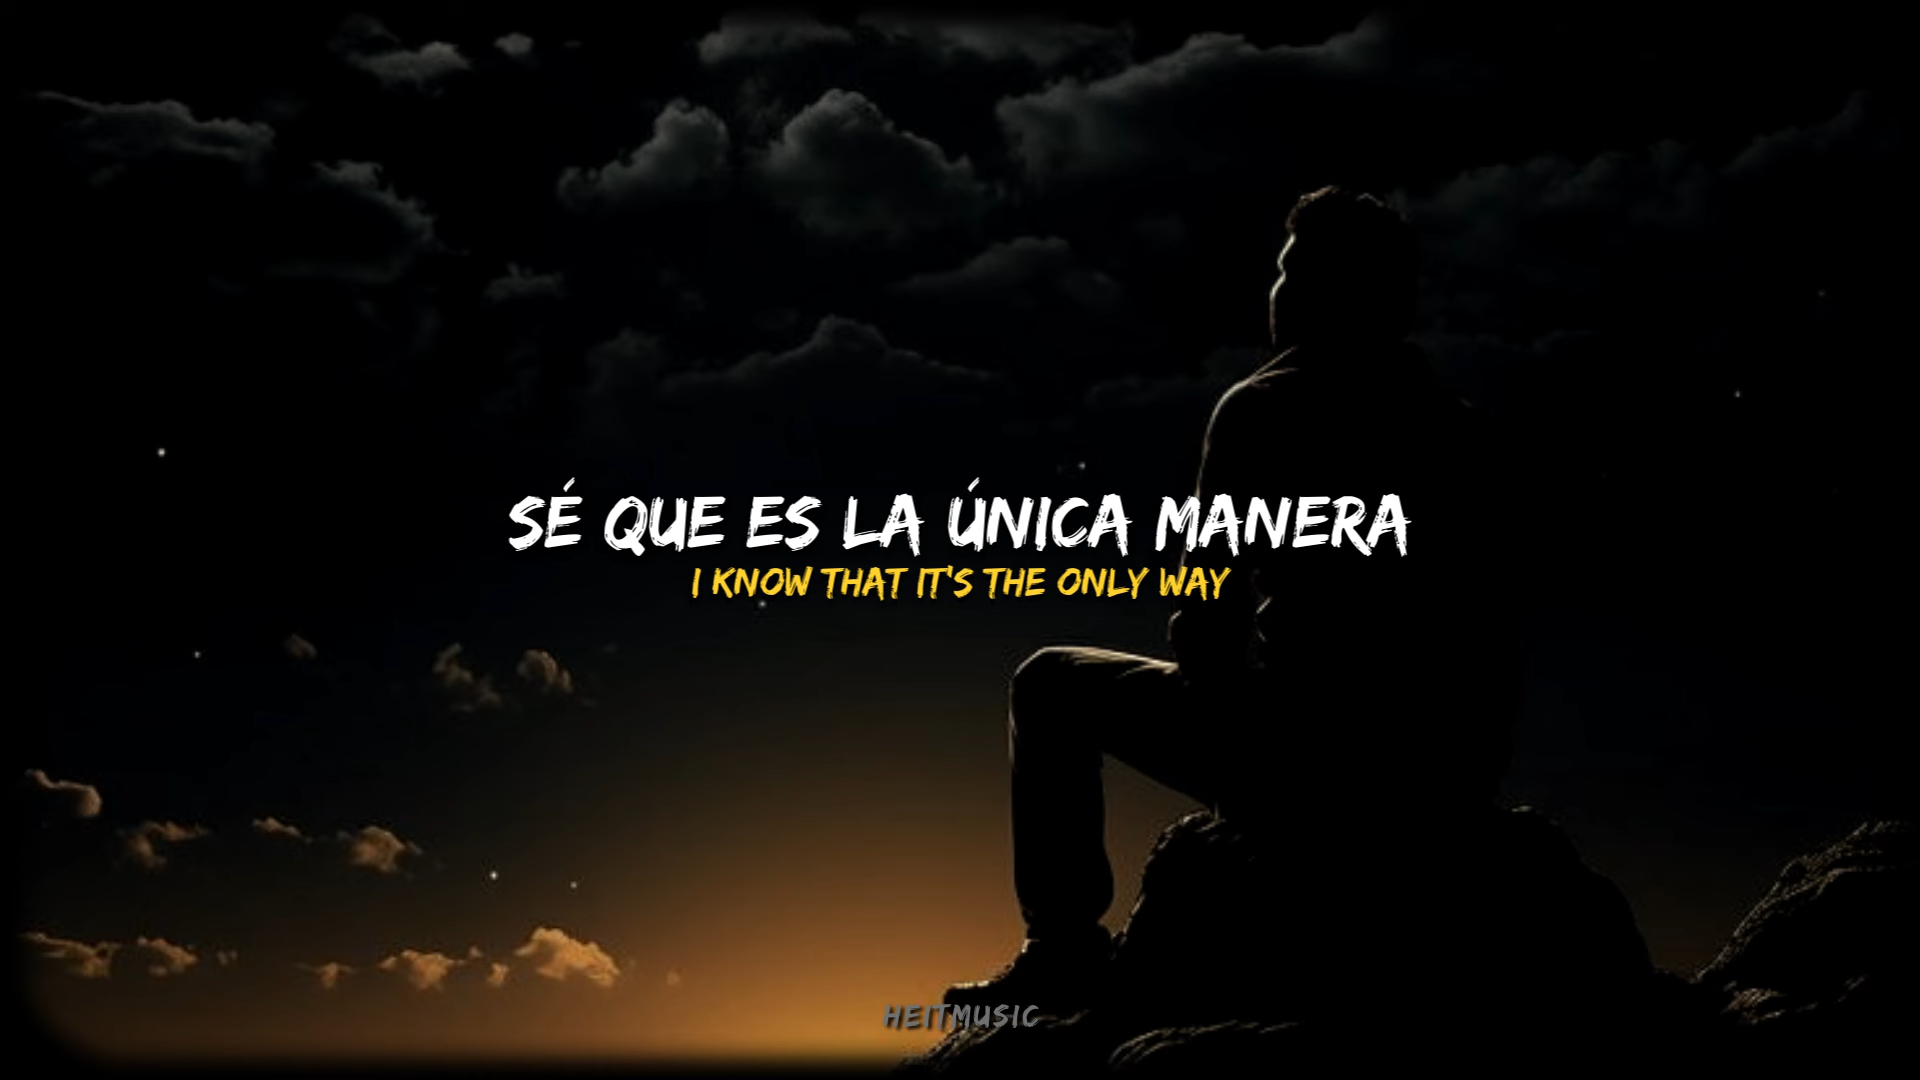 SÉ QUE ES LA ÚNICA MANERA
I KNOW THAT IT'S THE ONLY WAY
HEITMUSIC